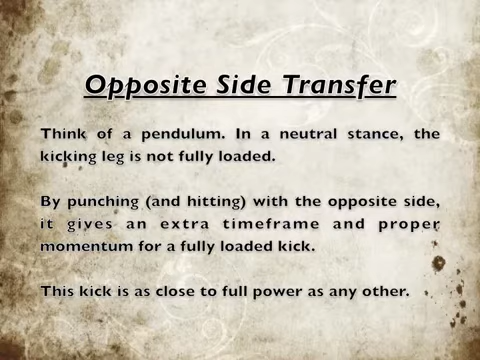 Opposite Side Transfer
Think of a pendulum. In a neutral stance, the
kicking leg is not fully loaded.
By punching (and hitting) with the opposite side,
it gives an extra timeframe and proper
momentum for a fully loaded kick.
This kick is as close to full power as any other.